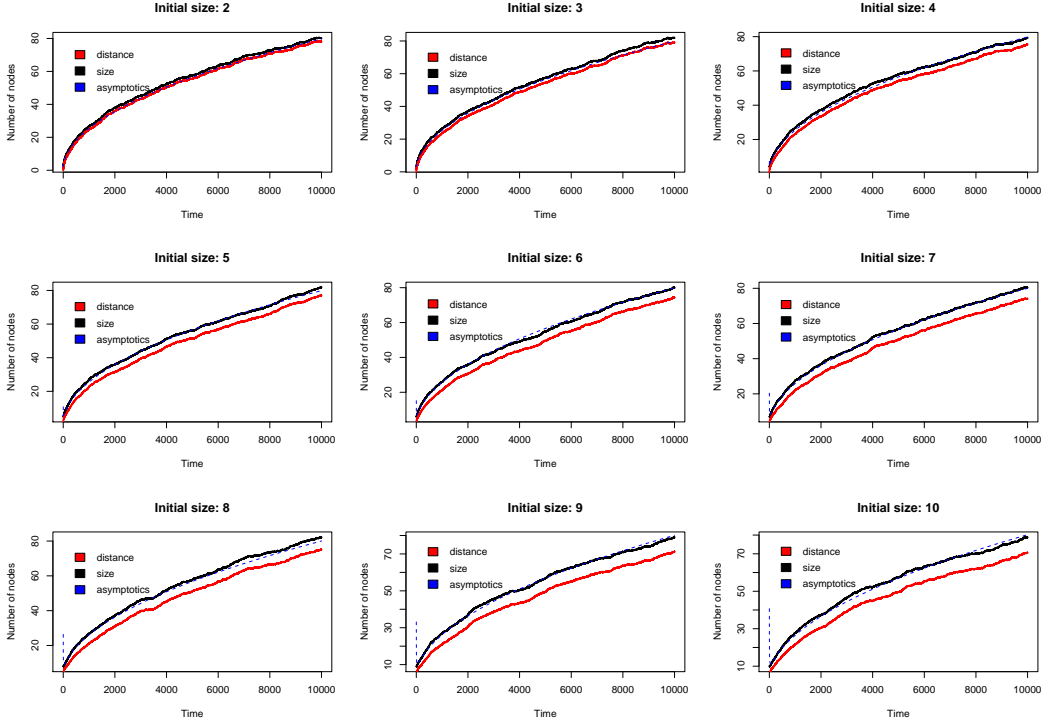 Initial size: 2
Number of nodes
0 20 40 60 80
distance
size
asymptotics
0 2000 4000 6000 8000 10000
Time
Initial size: 3
Number of nodes
0 20 40 60 80
distance
size
asymptotics
0 2000 4000 6000 8000 10000
Time
Initial size: 4
Number of nodes
20 40 60 80
distance
size
asymptotics
0 2000 4000 6000 8000 10000
Time
Initial size: 5
Number of nodes
20 40 60 80
distance
size
asymptotics
0 2000 4000 6000 8000 10000
Time
Initial size: 6
Number of nodes
20 40 60 80
distance
size
asymptotics
0 2000 4000 6000 8000 10000
Time
Initial size: 7
Number of nodes
20 40 60 80
distance
size
asymptotics
0 2000 4000 6000 8000 10000
Time
Initial size: 8
Number of nodes
20 40 60 80
distance
size
asymptotics
0 2000 4000 6000 8000 10000
Time
Initial size: 9
Number of nodes
10 30 50 70
distance
size
asymptotics
0 2000 4000 6000 8000 10000
Time
Initial size: 10
Number of nodes
10 30 50 70
distance
size
asymptotics
0 2000 4000 6000 8000 10000
Time